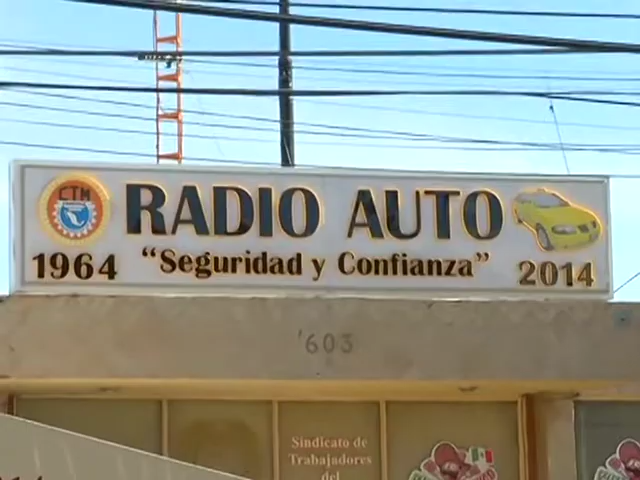 CTM
RADIO AUTO
1964 "Seguridad y Confianza" 2014
603
Sindicato de
Trabajadores
del